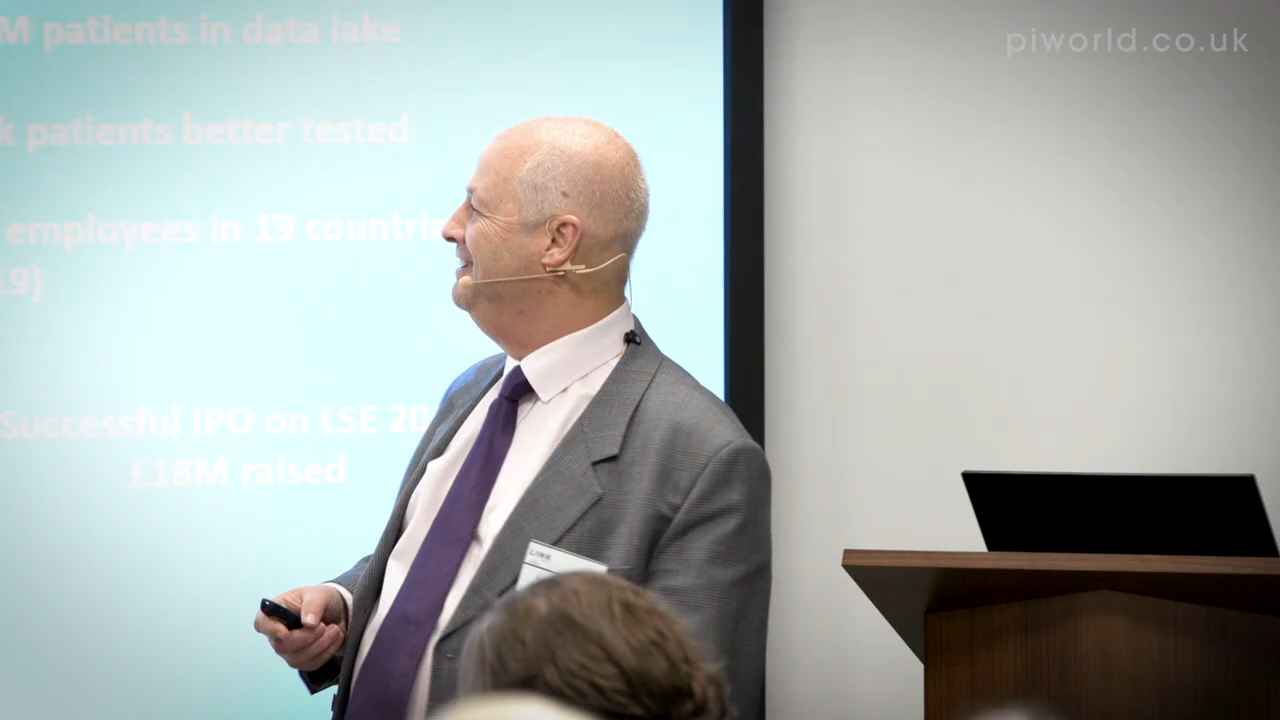 M patients in data lake
piworld.co.uk
k patients better tested
employees in 19 countrie
19)
Successful IPO on LSE 20
£18M raised